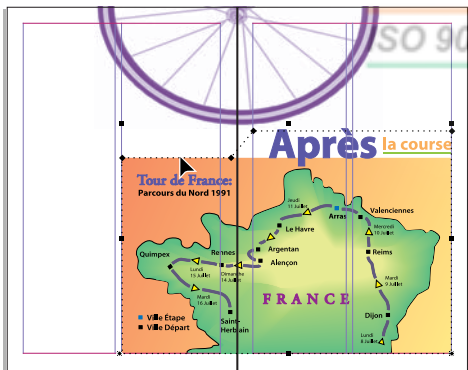 ISO 90
Après la course
Tour de France:
Parcours du Nord 1991
Jeudi
11 Juillet
Arras
Valenciennes
Le Havre
Mercredi
10 Juillet
Quimpex
Rennes
Argentan
Reims
Alençon
Lundi
15 Juillet
Dimanche
14 Juillet
Mardi
9 Juillet
Mardi
16 Juillet
FRANCE
Ville Étape
Ville Départ
Saint-
Herblain
Dijon
Lundi
8 Juillet